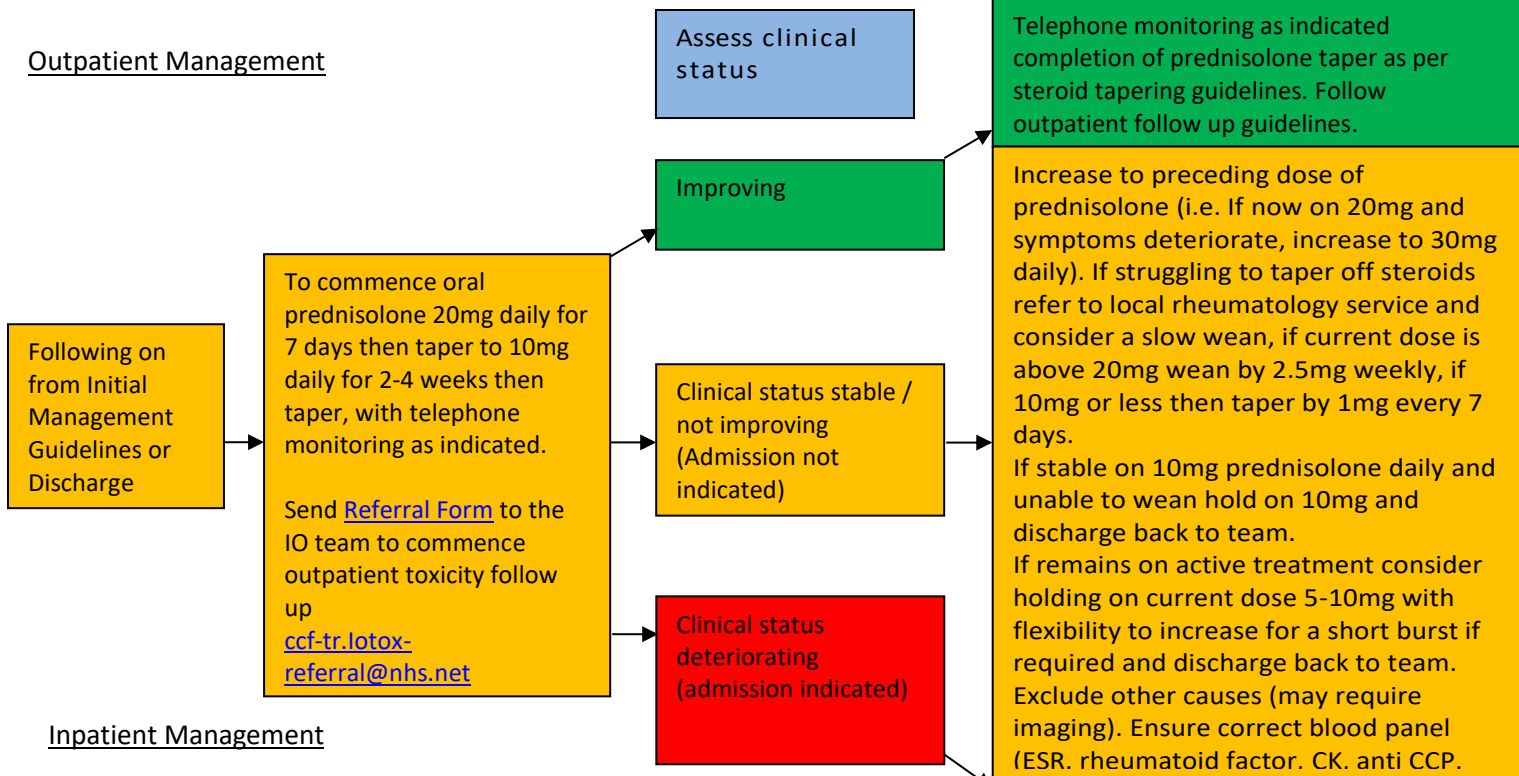 Outpatient Management
Assess clinical
status
Telephone monitoring as indicated
completion of prednisolone taper as per
steroid tapering guidelines. Follow
outpatient follow up guidelines.
Improving
Increase to preceding dose of
prednisolone (i.e. If now on 20mg and
symptoms deteriorate, increase to 30mg
daily). If struggling to taper off steroids
refer to local rheumatology service and
consider a slow wean, if current dose is
above 20mg wean by 2.5mg weekly, if
10mg or less then taper by 1mg every 7
days.
If stable on 10mg prednisolone daily and
unable to wean hold on 10mg and
discharge back to team.
If remains on active treatment consider
holding on current dose 5-10mg with
flexibility to increase for a short burst if
required and discharge back to team.
Exclude other causes (may require
imaging). Ensure correct blood panel
(ESR, rheumatoid factor, CK, anti CCP,
To commence oral
prednisolone 20mg daily for
7 days then taper to 10mg
daily for 2-4 weeks then
taper, with telephone
monitoring as indicated.
Send Referral Form to the
IO team to commence
outpatient toxicity follow
up
ccf-tr.Iotox-
referral@nhs.net
Following on
from Initial
Management
Guidelines or
Discharge
Clinical status stable /
not improving
(Admission not
indicated)
Clinical status
deteriorating
(admission indicated)
Inpatient Management